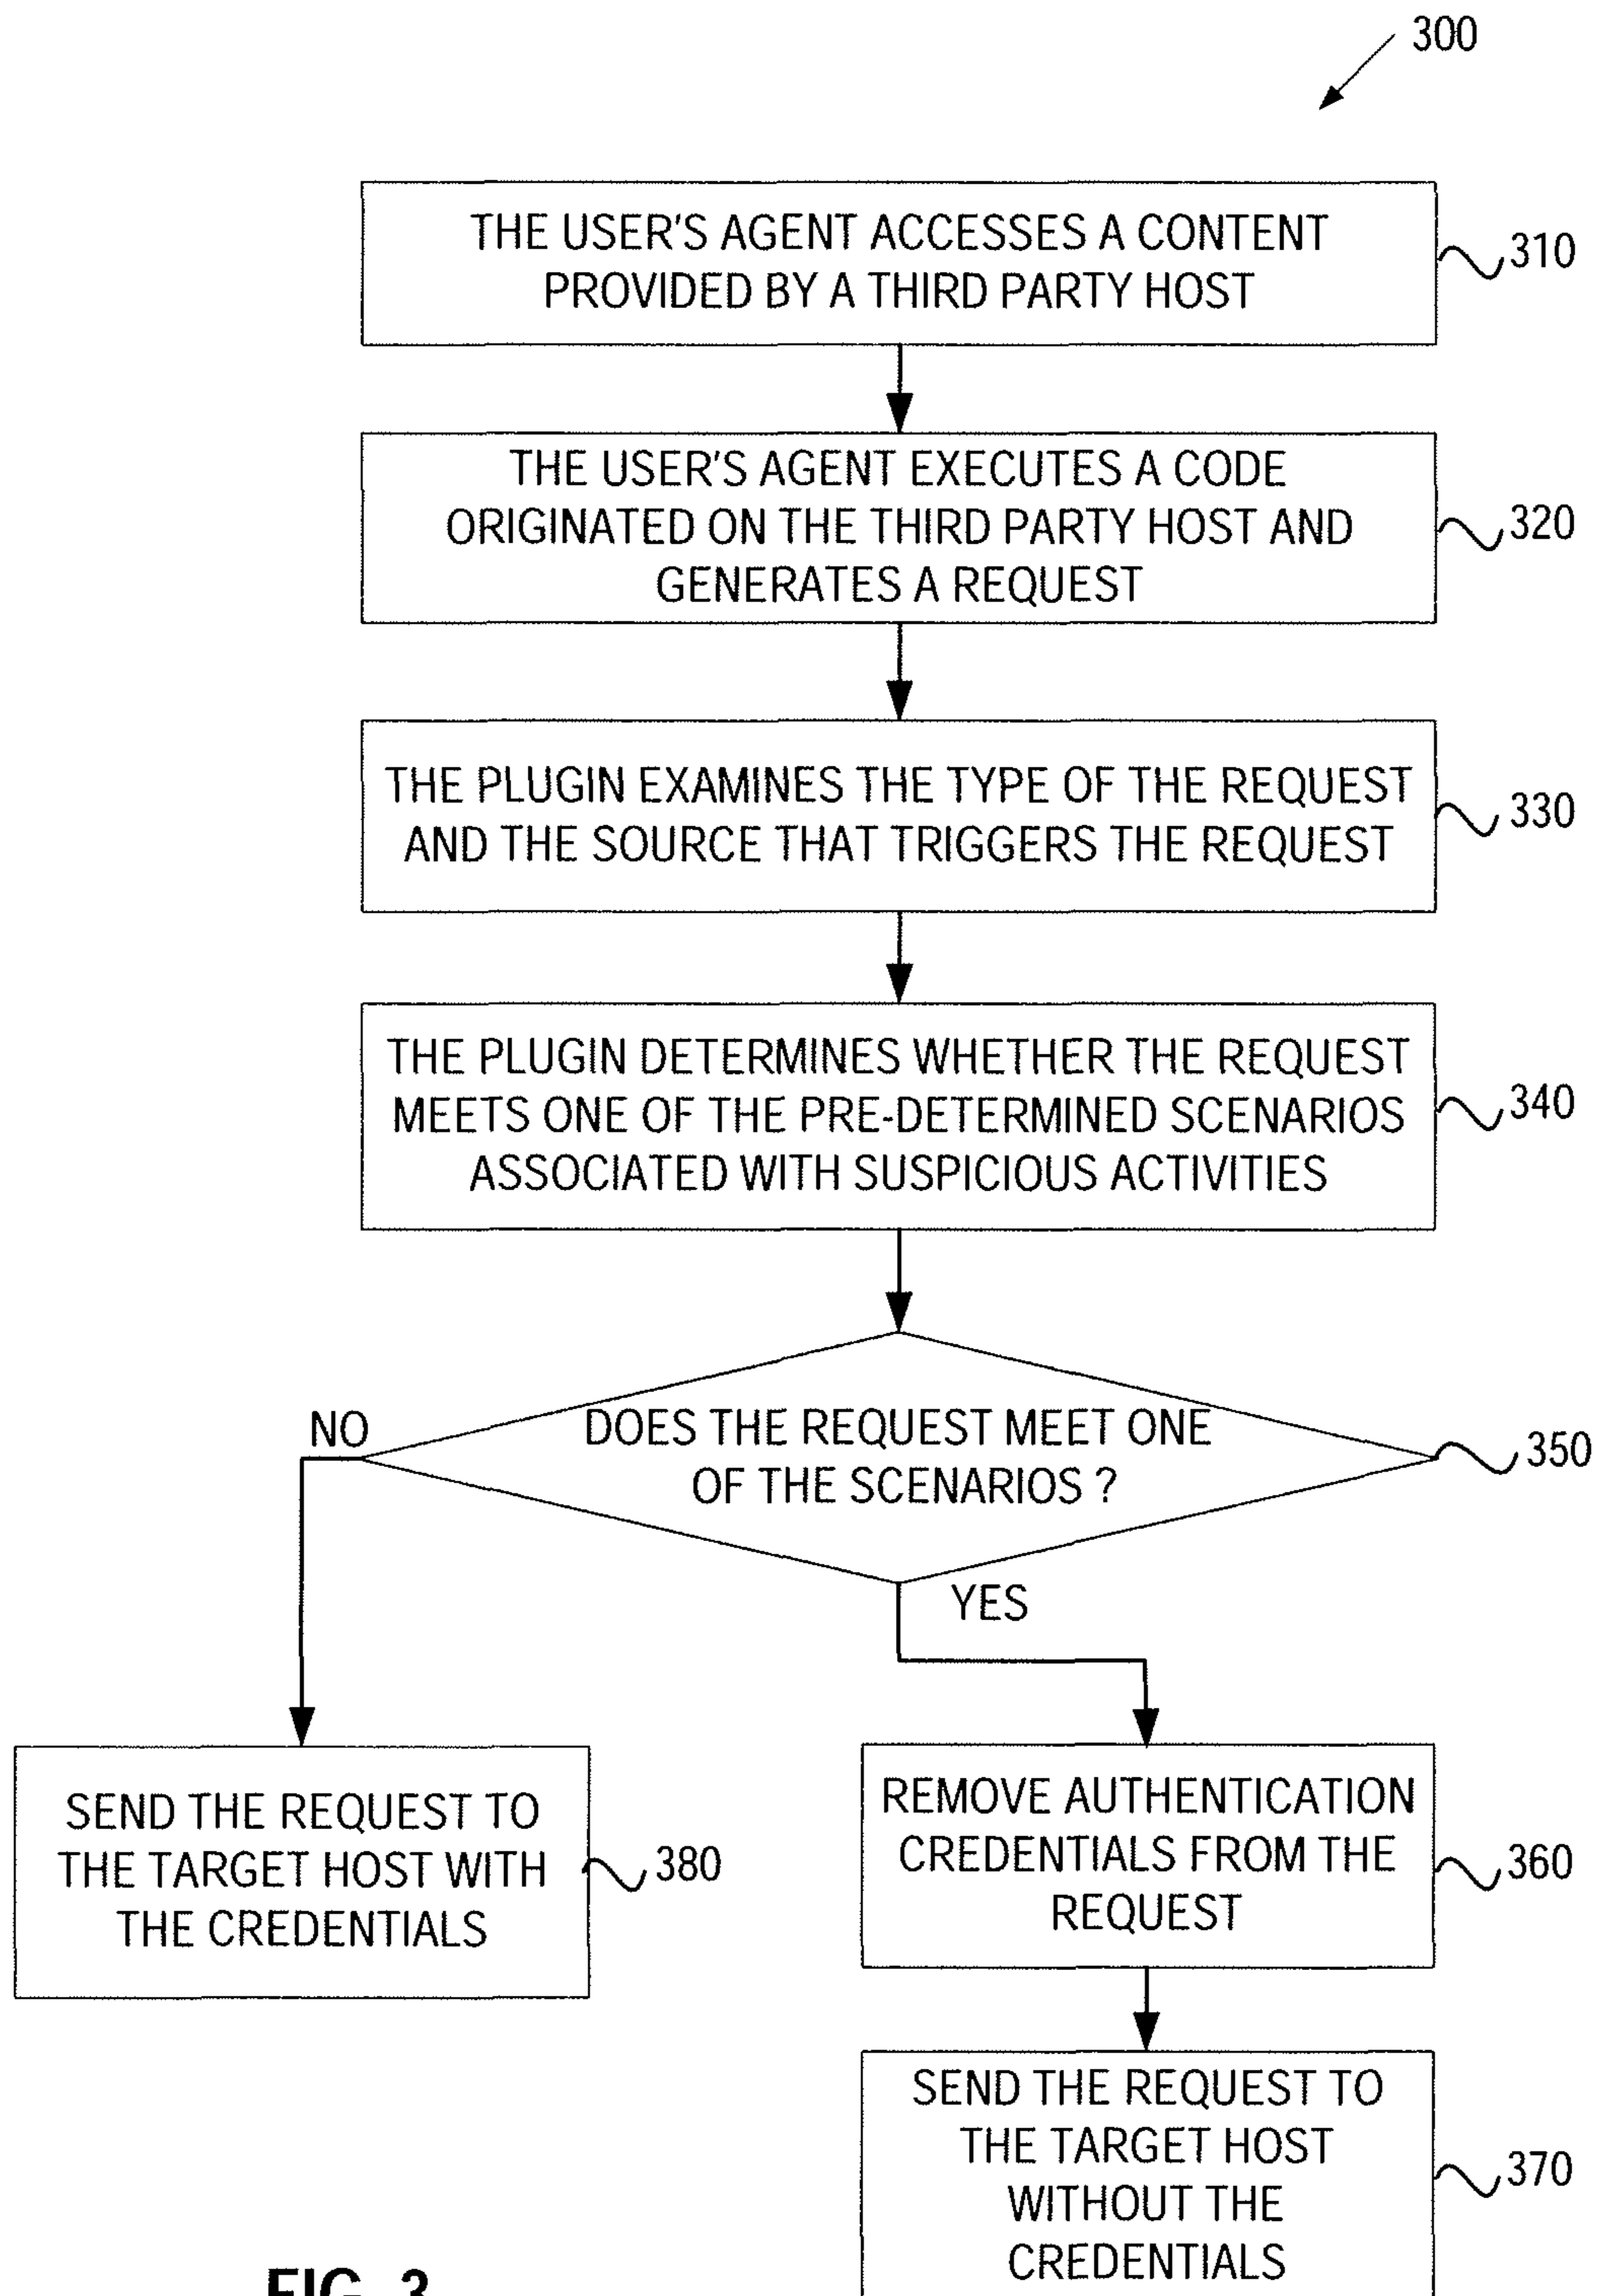 300
THE USER'S AGENT ACCESSES A CONTENT
PROVIDED BY A THIRD PARTY HOST
310
THE USER'S AGENT EXECUTES A CODE
ORIGINATED ON THE THIRD PARTY HOST AND
GENERATES A REQUEST
320
THE PLUGIN EXAMINES THE TYPE OF THE REQUEST
AND THE SOURCE THAT TRIGGERS THE REQUEST
330
THE PLUGIN DETERMINES WHETHER THE REQUEST
MEETS ONE OF THE PRE-DETERMINED SCENARIOS
ASSOCIATED WITH SUSPICIOUS ACTIVITIES
340
NO
DOES THE REQUEST MEET ONE
OF THE SCENARIOS ?
350
YES
SEND THE REQUEST TO
THE TARGET HOST WITH
THE CREDENTIALS
380
REMOVE AUTHENTICATION
CREDENTIALS FROM THE
REQUEST
360
SEND THE REQUEST TO
THE TARGET HOST
WITHOUT THE
CREDENTIALS
370
FIG. 3